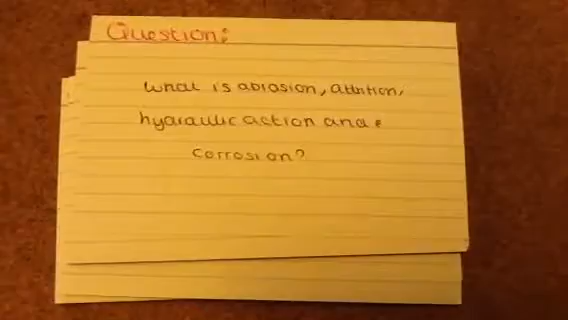 Question:
What is abrasion, attrition,
hydraulic action and
corrosion?